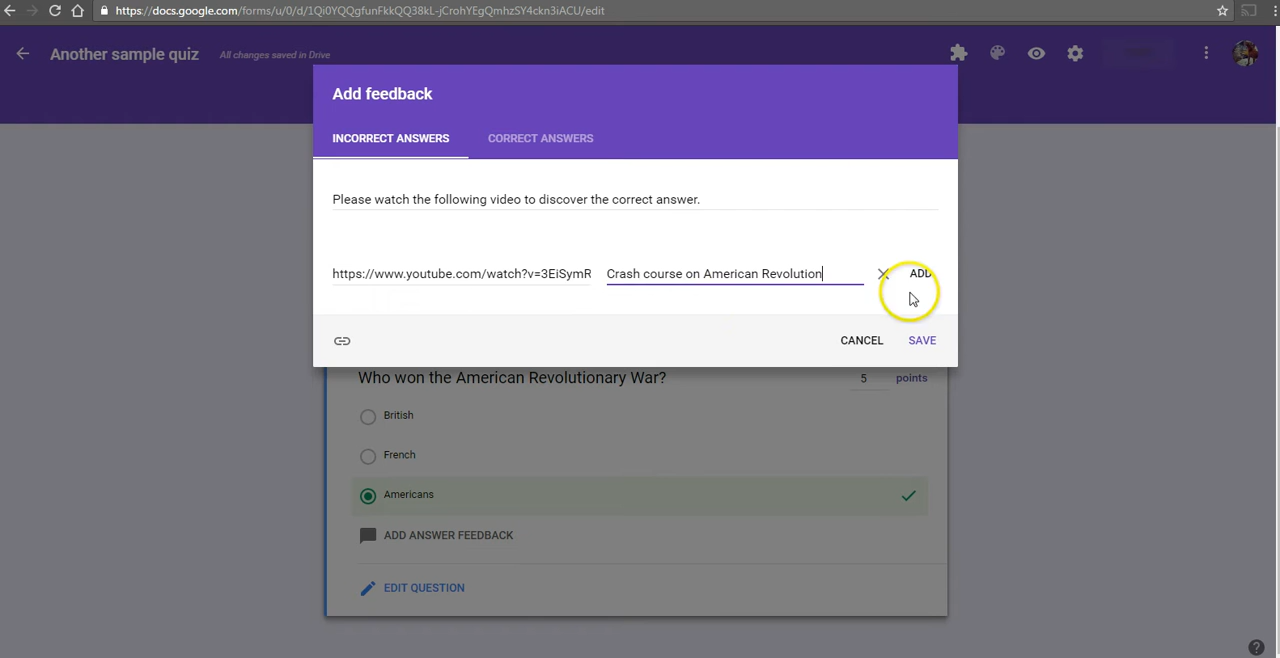 https://docs.google.com/forms/u/0/d/1Qi0YQQgfunFkkQQ38kL-jCrohYEgQmhzSY4ckn3iACU/edit
Another sample quiz All changes saved in Drive
Add feedback
INCORRECT ANSWERS CORRECT ANSWERS
Please watch the following video to discover the correct answer.
https://www.youtube.com/watch?v=3EiSymR Crash course on American Revolution ADD
CANCEL SAVE
Who won the American Revolutionary War? 5 points
British
French
Americans
ADD ANSWER FEEDBACK
EDIT QUESTION